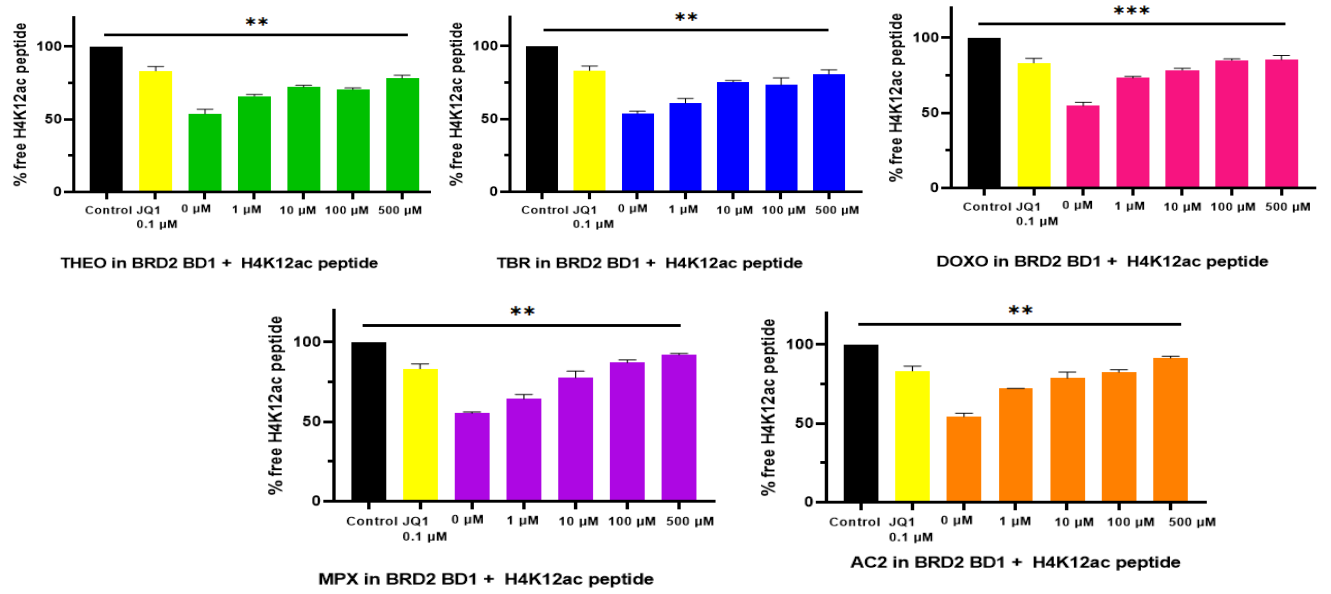 **
% free H4K12ac peptide
100
50
0
Control JQ1 0 µM 1 µM 10 µM 100 µM 500 µM
0.1 µM
THEO in BRD2 BD1 + H4K12ac peptide
**
% free H4K12ac peptide
100
50
0
Control JQ1 0 µM 1 µM 10 µM 100 µM 500 µM
0.1 µM
TBR in BRD2 BD1 + H4K12ac peptide
***
% free H4K12ac peptide
100
50
0
Control JQ1 0 µM 1 µM 10 µM 100 µM 500 µM
0.1 µM
DOXO in BRD2 BD1 + H4K12ac peptide
**
% free H4K12ac peptide
100
50
0
Control JQ1 0 µM 1 µM 10 µM 100 µM 500 µM
0.1 µM
MPX in BRD2 BD1 + H4K12ac peptide
**
% free H4K12ac peptide
100
50
0
Control JQ1 0 µM 1 µM 10 µM 100 µM 500 µM
0.1 µM
AC2 in BRD2 BD1 + H4K12ac peptide